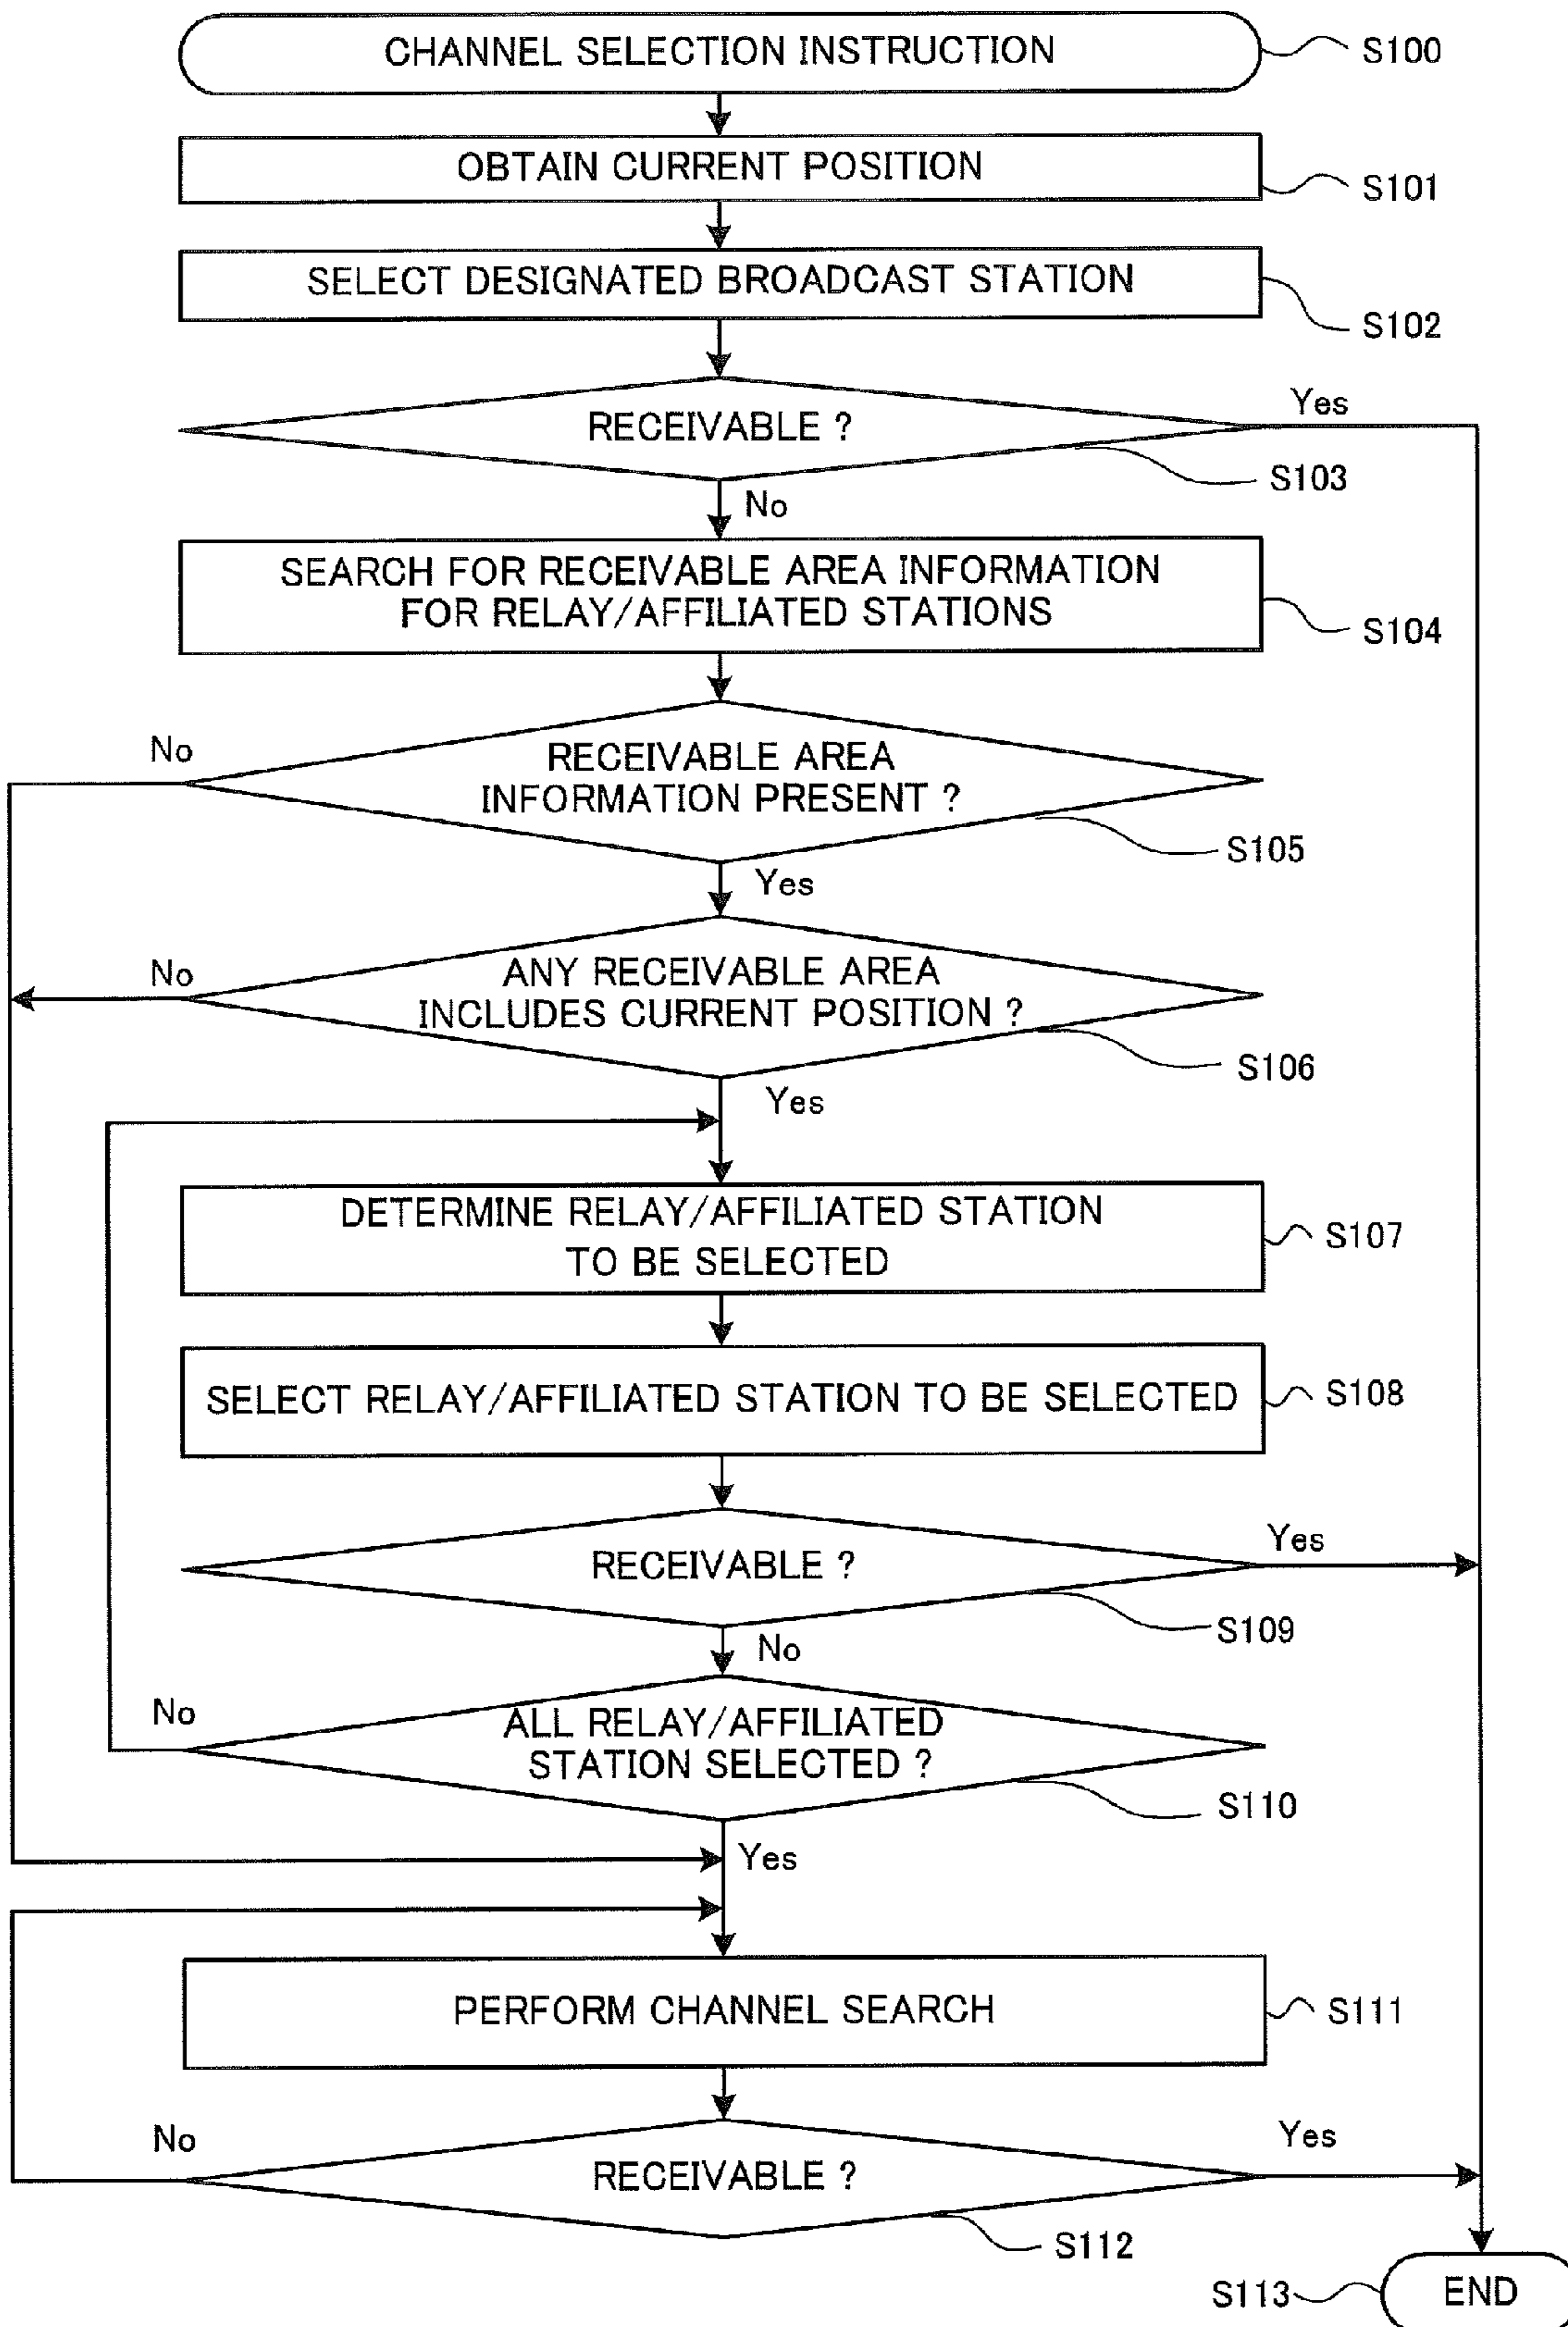 CHANNEL SELECTION INSTRUCTION
S100
OBTAIN CURRENT POSITION
S101
SELECT DESIGNATED BROADCAST STATION
S102
RECEIVABLE ?
Yes
S103
No
SEARCH FOR RECEIVABLE AREA INFORMATION
FOR RELAY/AFFILIATED STATIONS
S104
No
RECEIVABLE AREA
INFORMATION PRESENT ?
S105
Yes
No
ANY RECEIVABLE AREA
INCLUDES CURRENT POSITION ?
S106
Yes
DETERMINE RELAY/AFFILIATED STATION
TO BE SELECTED
S107
SELECT RELAY/AFFILIATED STATION TO BE SELECTED
S108
RECEIVABLE ?
Yes
S109
No
No
ALL RELAY/AFFILIATED
STATION SELECTED ?
S110
Yes
PERFORM CHANNEL SEARCH
S111
No
RECEIVABLE ?
Yes
S112
S113
END